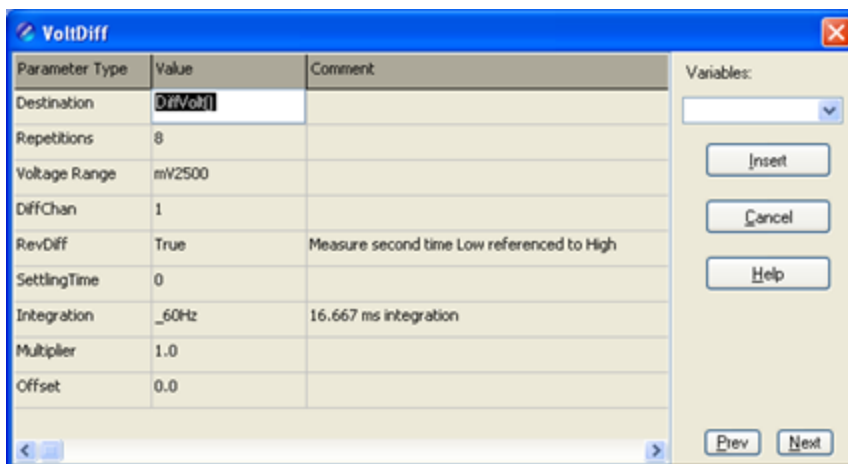 VoltDiff
Parameter Type Value Comment
Destination DiffVolt()
Repetitions 8
Voltage Range mV2500
DiffChan 1
RevDiff True Measure second time Low referenced to High
SettlingTime 0
Integration _60Hz 16.667 ms integration
Multiplier 1.0
Offset 0.0
Variables:
Insert
Cancel
Help
Prev Next